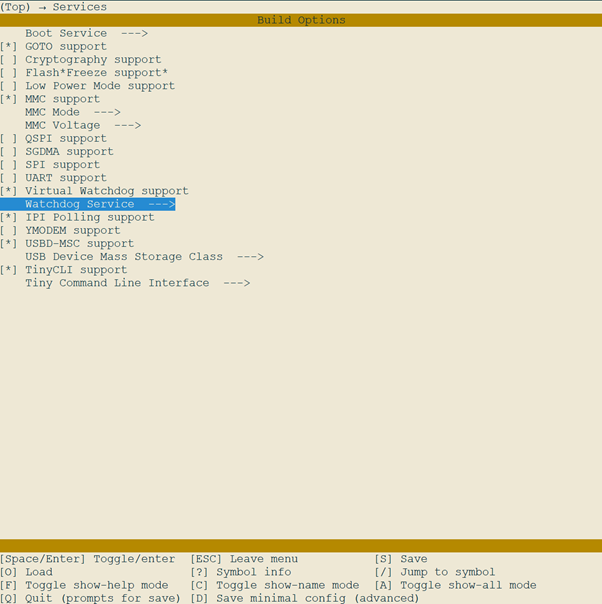 (Top) → Services
Build Options
Boot Service  --->
[*] GOTO support
[ ] Cryptography support
[ ] Flash*Freeze support*
[ ] Low Power Mode support
[*] MMC support
MMC Mode  --->
MMC Voltage  --->
[ ] QSPI support
[ ] SGDMA support
[ ] SPI support
[ ] UART support
[*] Virtual Watchdog support
Watchdog Service  --->
[*] IPI Polling support
[ ] YMODEM support
[*] USBD-MSC support
USB Device Mass Storage Class  --->
[*] TinyCLI support
Tiny Command Line Interface  --->
[Space/Enter] Toggle/enter  [ESC] Leave menu  [S] Save
[O] Load  [?] Symbol info  [/] Jump to symbol
[F] Toggle show-help mode  [C] Toggle show-name mode  [A] Toggle show-all mode
[Q] Quit (prompts for save)  [D] Save minimal config (advanced)